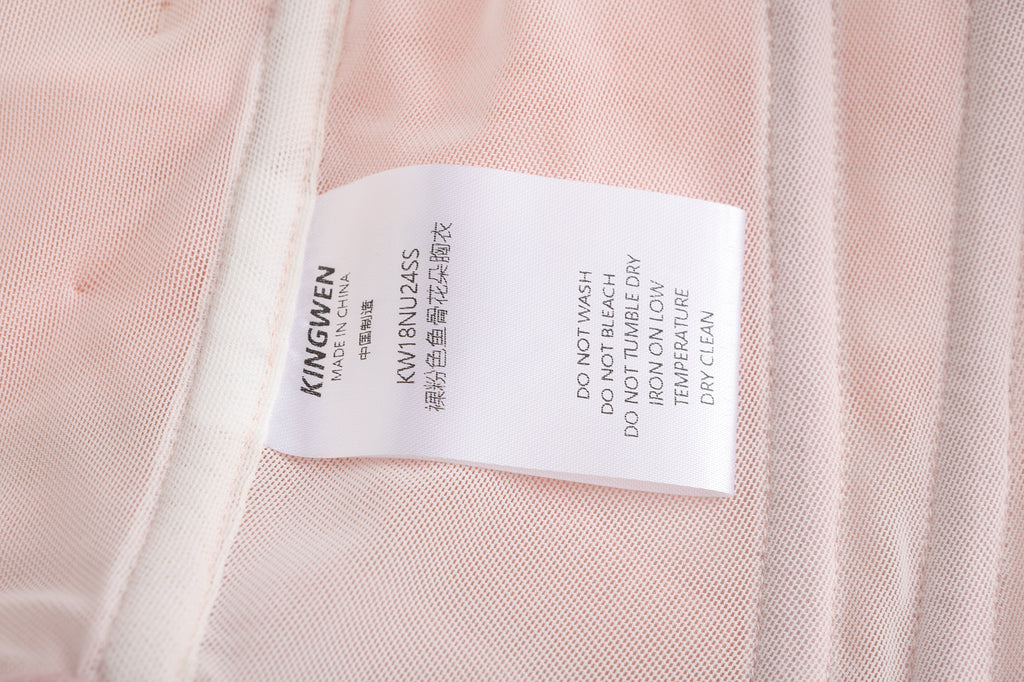 KINGWEN
MADE IN CHINA
中国制造
KW18NU24SS
裸粉色鱼骨花朵胸衣
DO NOT WASH
DO NOT BLEACH
DO NOT TUMBLE DRY
IRON ON LOW
TEMPERATURE
DRY CLEAN